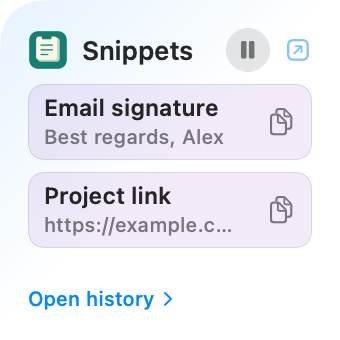 Snippets
Email signature
Best regards, Alex
Project link
https://example.c...
Open history